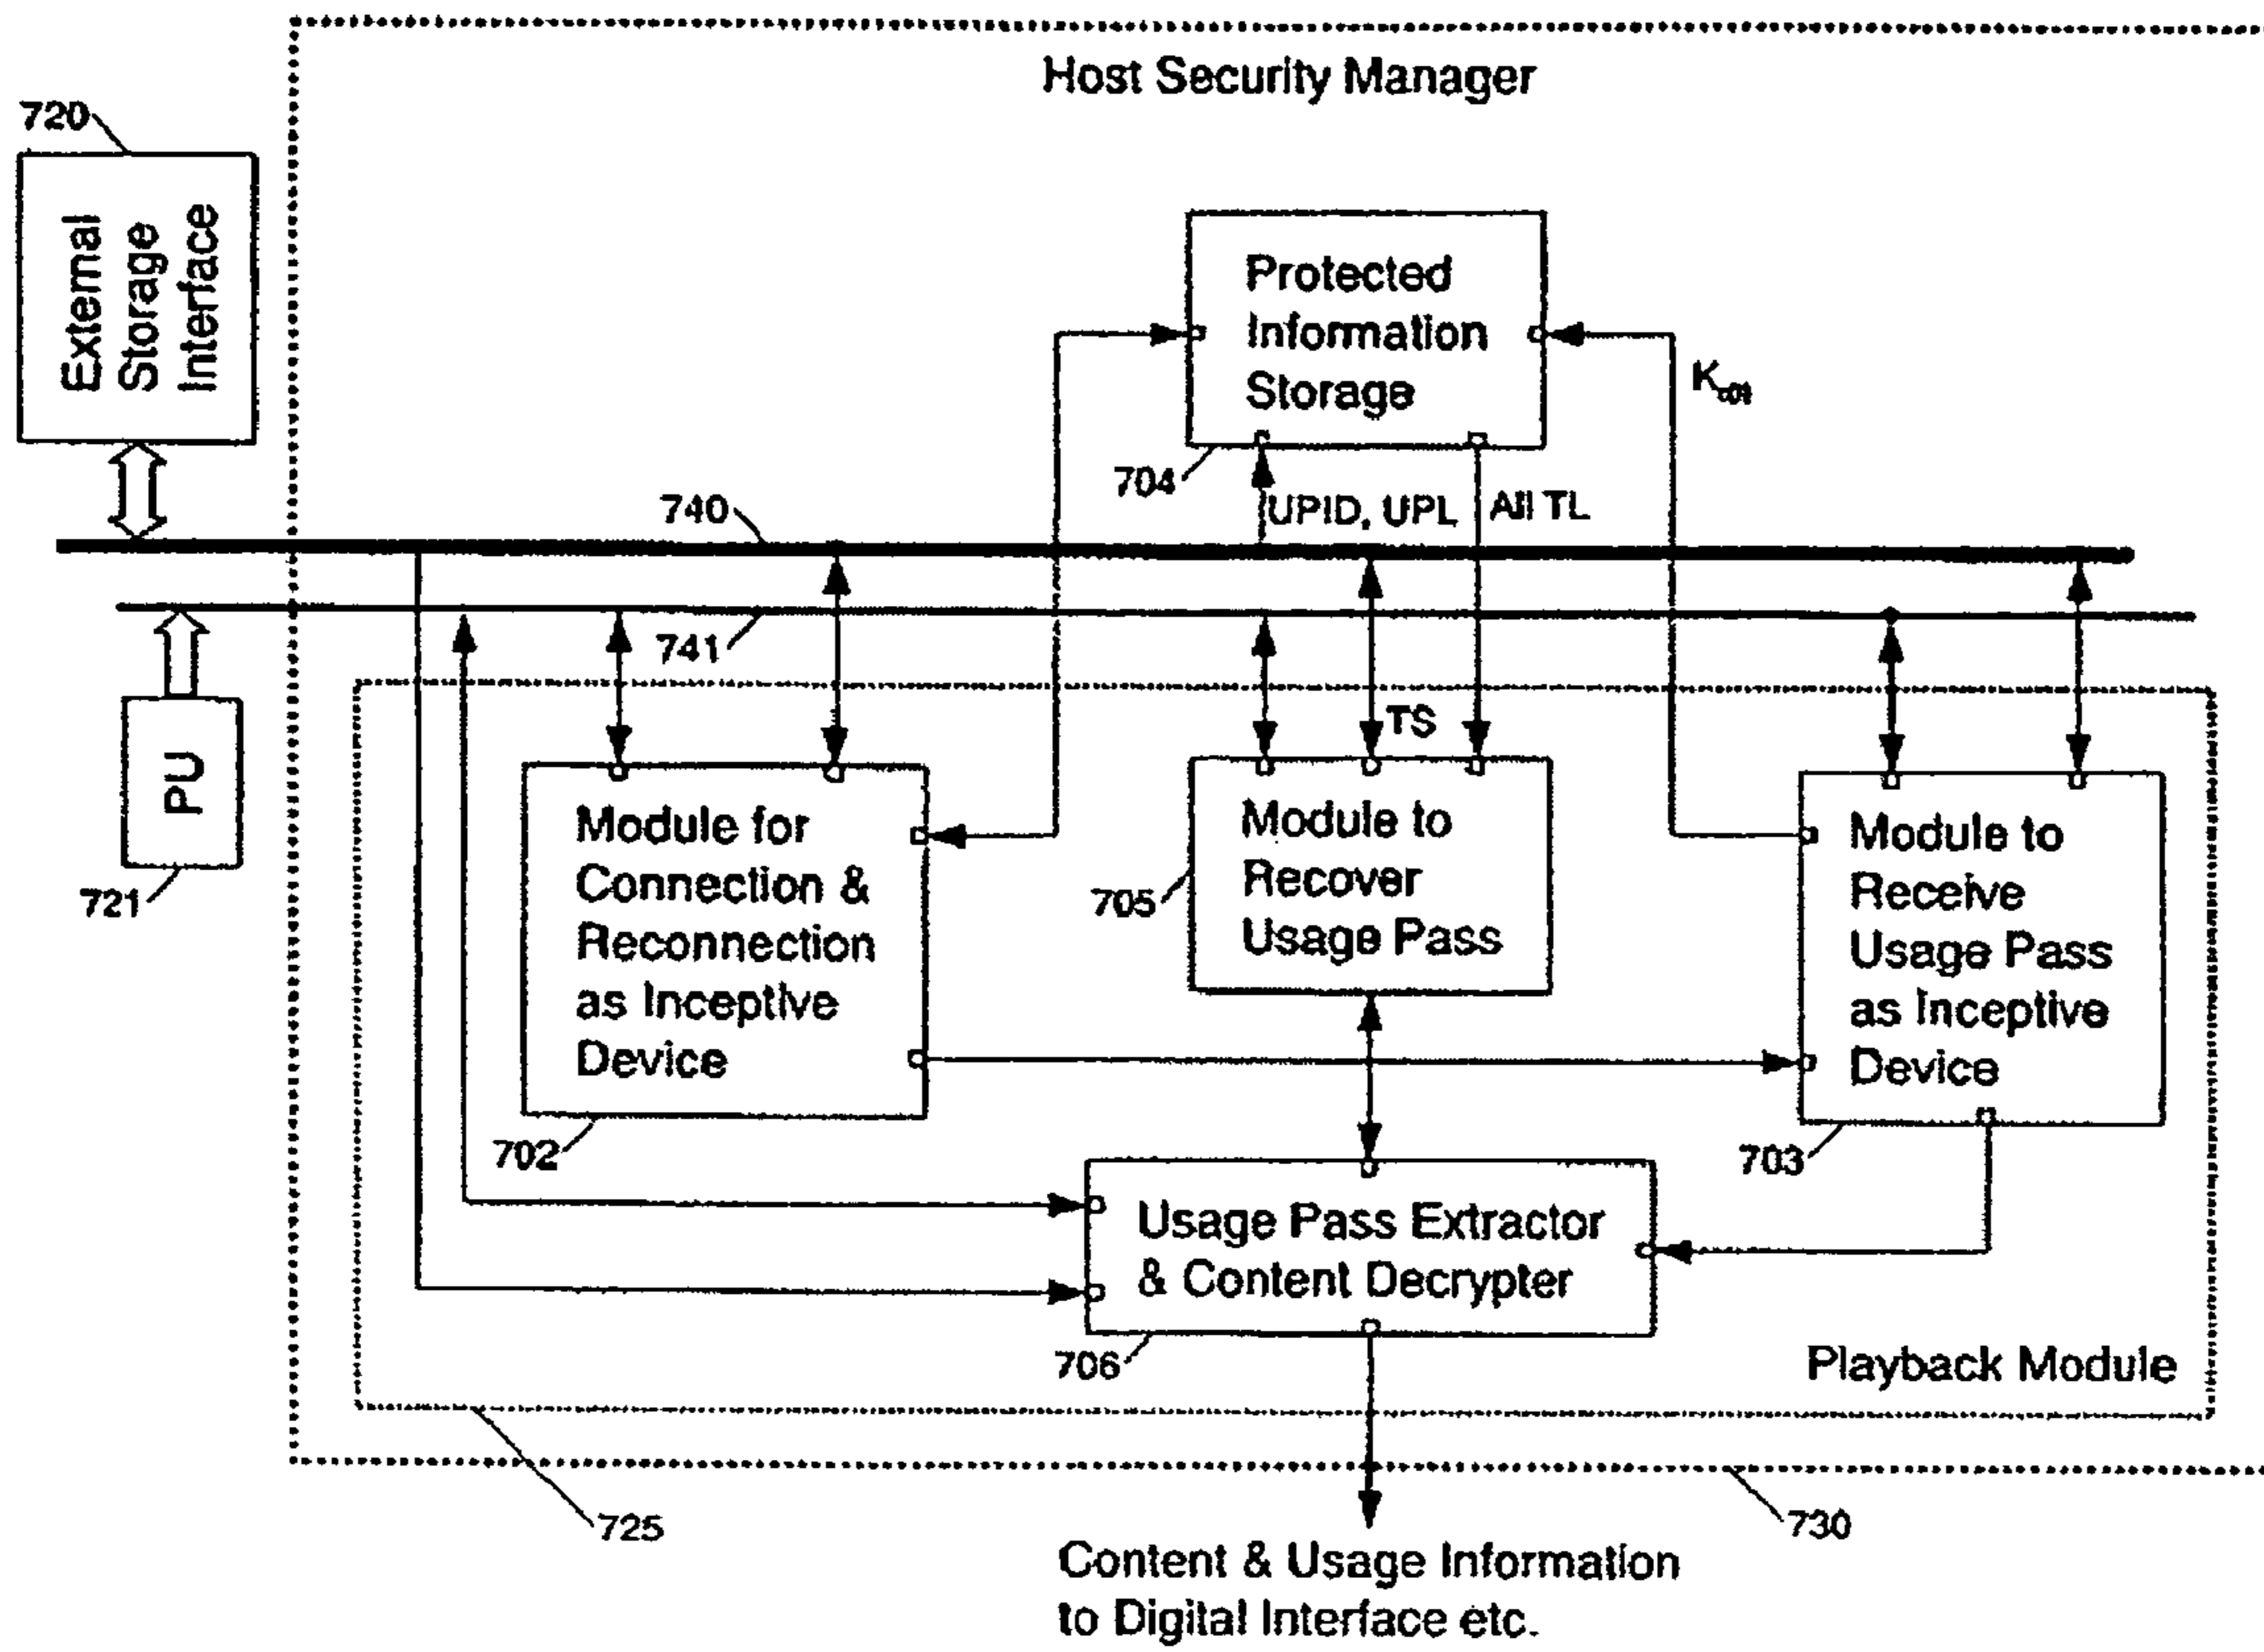 Host Security Manager
720
External
Storage
Interface
Protected
Information
Storage
704
UPID, UPL
All TL
740
741
PU
721
TS
Module for
Connection &
Reconnection
as Inceptive
Device
702
Module to
Recover
Usage Pass
705
Module to
Receive
Usage Pass
as Inceptive
Device
703
Usage Pass Extractor
& Content Decrypter
706
Playback Module
725
730
Content & Usage Information
to Digital Interface etc.